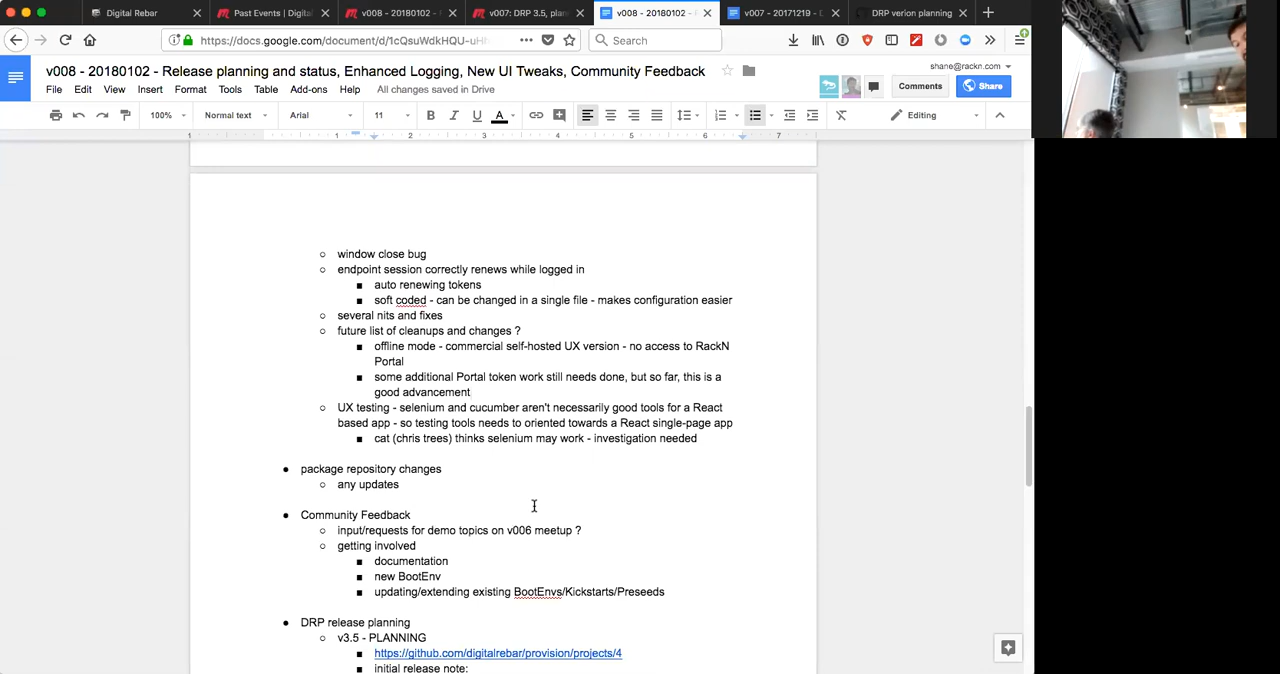 Digital Rebar
Past Events | Digita
v008 - 20180102 -
v007: DRP 3.5, plan
v008 - 20180102 -
v007 - 20171219 -
DRP verion planning
https://docs.google.com/document/d/1cQsuWdkHQU-uH
Search
v008 - 20180102 - Release planning and status, Enhanced Logging, New UI Tweaks, Community Feedback
shane@rackn.com
File Edit View Insert Format Tools Table Add-ons Help All changes saved in Drive
Comments
Share
100% Normal text Arial 11 B I U A Editing
1 1 2 3 4 5 6 7
window close bug
endpoint session correctly renews while logged in
auto renewing tokens
soft coded - can be changed in a single file - makes configuration easier
several nits and fixes
future list of cleanups and changes ?
offline mode - commercial self-hosted UX version - no access to RackN
Portal
some additional Portal token work still needs done, but so far, this is a
good advancement
UX testing - selenium and cucumber aren't necessarily good tools for a React
based app - so testing tools needs to oriented towards a React single-page app
cat (chris trees) thinks selenium may work - investigation needed
package repository changes
any updates
Community Feedback
input/requests for demo topics on v006 meetup ?
getting involved
documentation
new BootEnv
updating/extending existing BootEnvs/Kickstarts/Preseeds
DRP release planning
v3.5 - PLANNING
https://github.com/digitalrebar/provision/projects/4
initial release note: